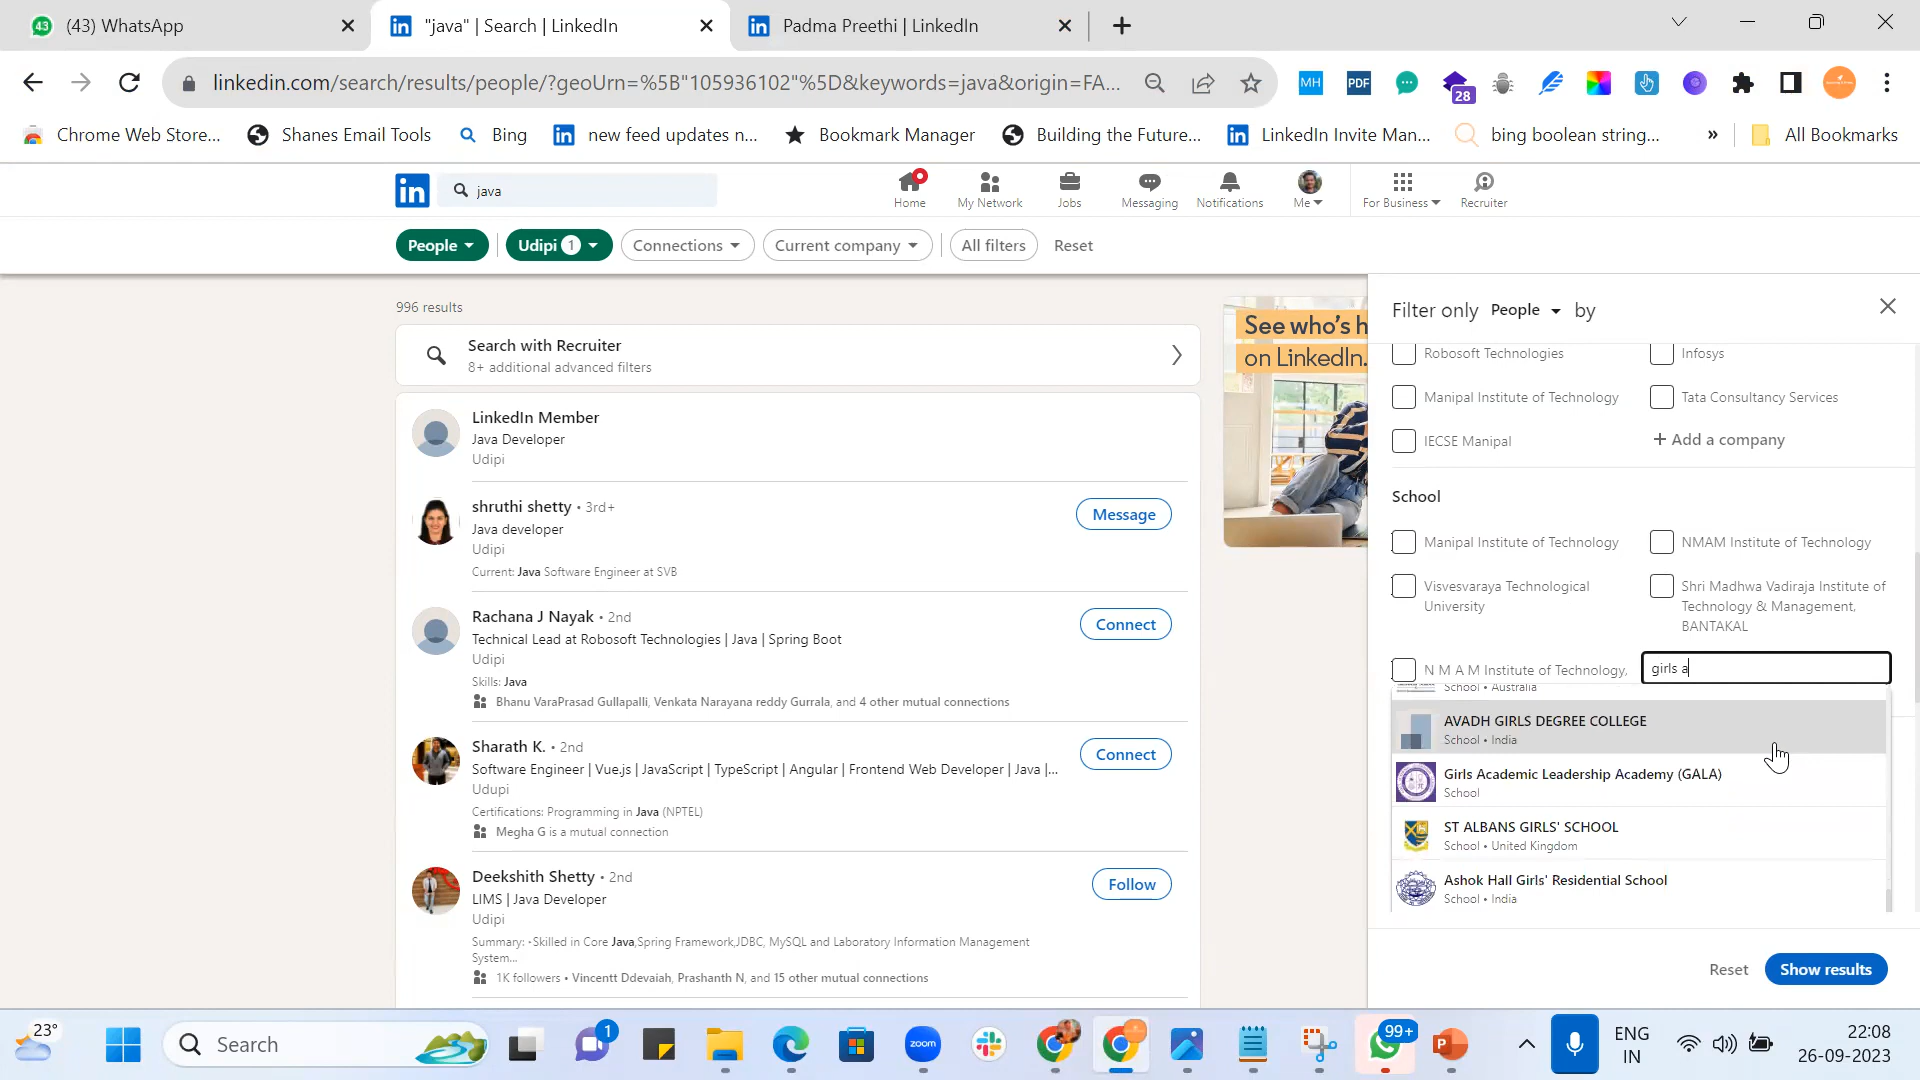 43 (43) WhatsApp
"java" | Search | LinkedIn
Padma Preethi | LinkedIn
linkedin.com/search/results/people/?geoUrn=%5B"105936102"%5D&keywords=java&origin=FA...
MH
PDF
28
Chrome Web Store...
Shanes Email Tools
Bing
new feed updates n...
Bookmark Manager
Building the Future...
LinkedIn Invite Man...
bing boolean string...
»
All Bookmarks
in
java
Home
My Network
Jobs
Messaging
Notifications
Me
For Business
Recruiter
People
Udipi 1
Connections
Current company
All filters
Reset
996 results
Search with Recruiter
8+ additional advanced filters
LinkedIn Member
Java Developer
Udipi
shruthi shetty • 3rd+
Java developer
Udipi
Current: Java Software Engineer at SVB
Message
Rachana J Nayak • 2nd
Technical Lead at Robosoft Technologies | Java | Spring Boot
Udipi
Skills: Java
Bhanu VaraPrasad Gullapalli, Venkata Narayana reddy Gurrala, and 4 other mutual connections
Connect
Sharath K. • 2nd
Software Engineer | Vue.js | JavaScript | TypeScript | Angular | Frontend Web Developer | Java |...
Udupi
Certifications: Programming in Java (NPTEL)
Megha G is a mutual connection
Connect
Deekshith Shetty • 2nd
LIMS | Java Developer
Udipi
Summary: -Skilled in Core Java,Spring Framework,JDBC, MySQL and Laboratory Information Management
System...
1K followers • Vincentt Ddevaiah, Prashanth N, and 15 other mutual connections
Follow
See who's h
on LinkedIn.
Filter only People by
Robosoft Technologies
Infosys
Manipal Institute of Technology
Tata Consultancy Services
IECSE Manipal
+ Add a company
School
Manipal Institute of Technology
NMAM Institute of Technology
Visvesvaraya Technological
University
Shri Madhwa Vadiraja Institute of
Technology & Management,
BANTAKAL
N M A M Institute of Technology,
girls a
School • Australia
AVADH GIRLS DEGREE COLLEGE
School • India
Girls Academic Leadership Academy (GALA)
School
ST ALBANS GIRLS' SCHOOL
School • United Kingdom
Ashok Hall Girls' Residential School
School • India
Reset
Show results
23°
Search
1
zoom
99+
P
ENG
IN
22:08
26-09-2023